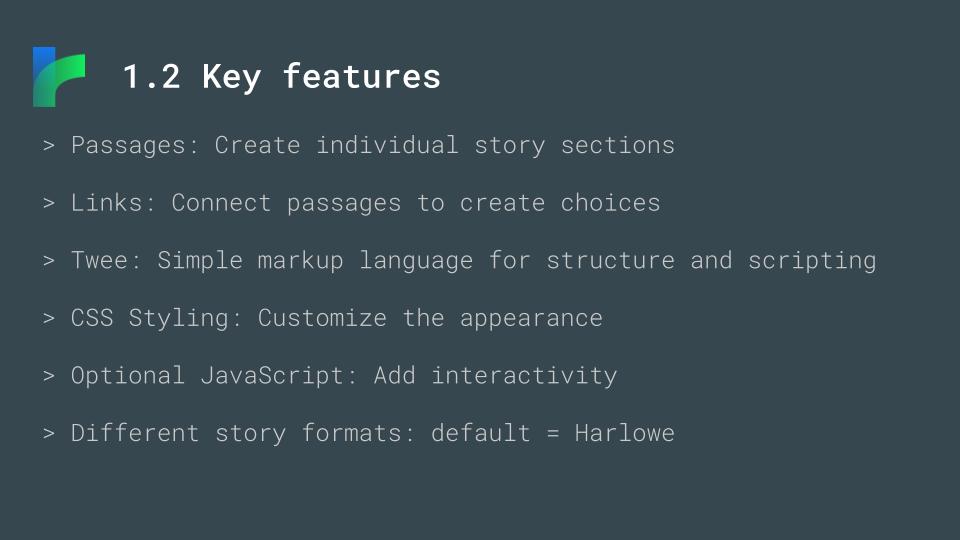 1.2 Key features
> Passages: Create individual story sections
> Links: Connect passages to create choices
> Twee: Simple markup language for structure and scripting
> CSS Styling: Customize the appearance
> Optional JavaScript: Add interactivity
> Different story formats: default = Harlowe